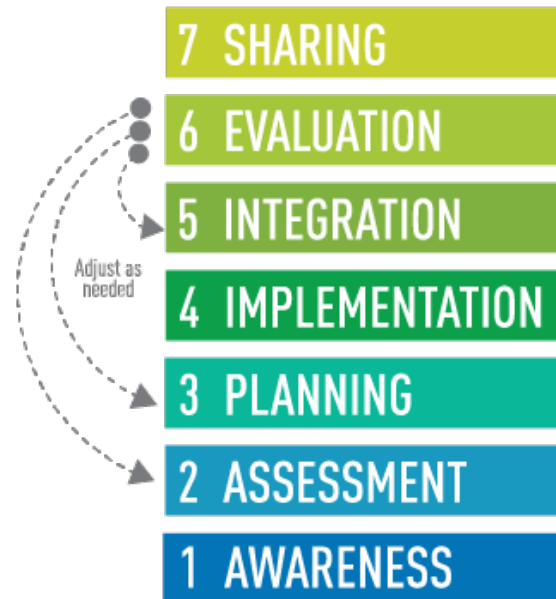 7 SHARING
6 EVALUATION
5 INTEGRATION
Adjust as
needed
4 IMPLEMENTATION
3 PLANNING
2 ASSESSMENT
1 AWARENESS